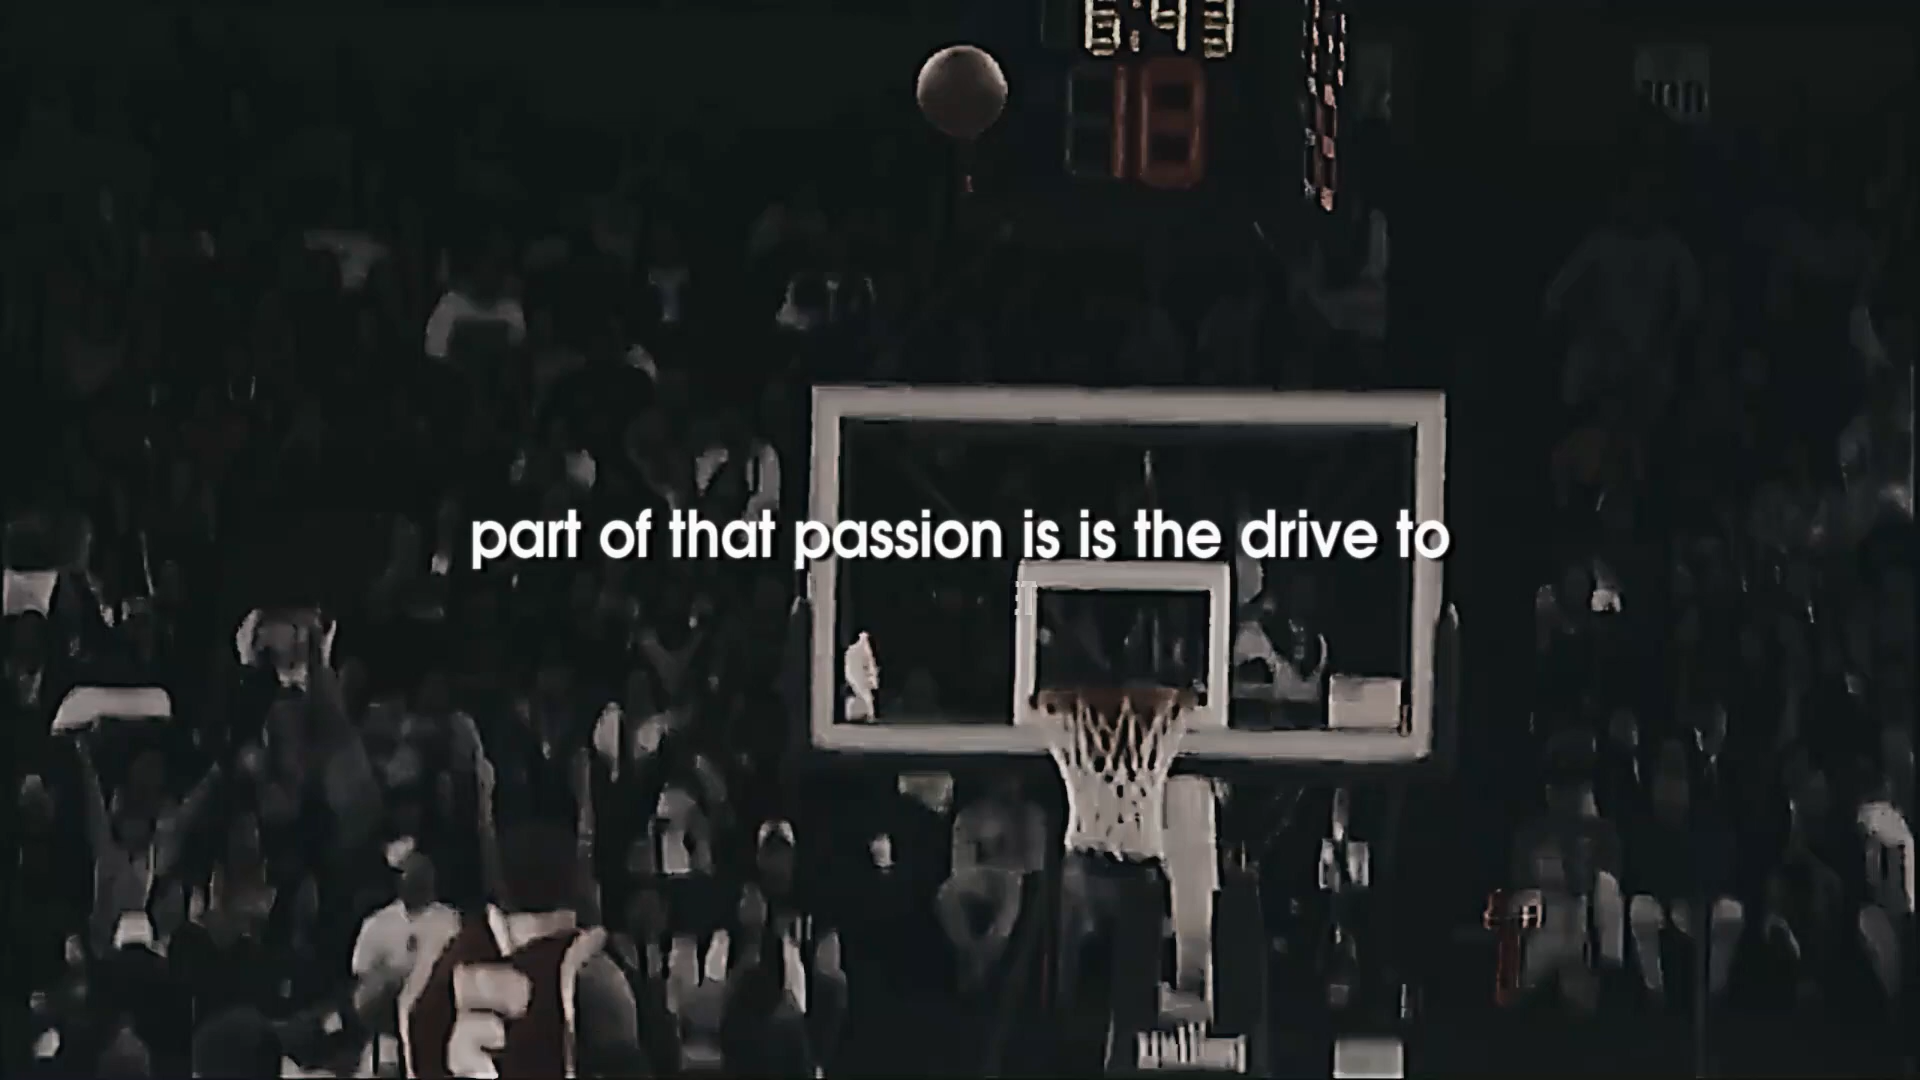 part of that passion is is the drive to